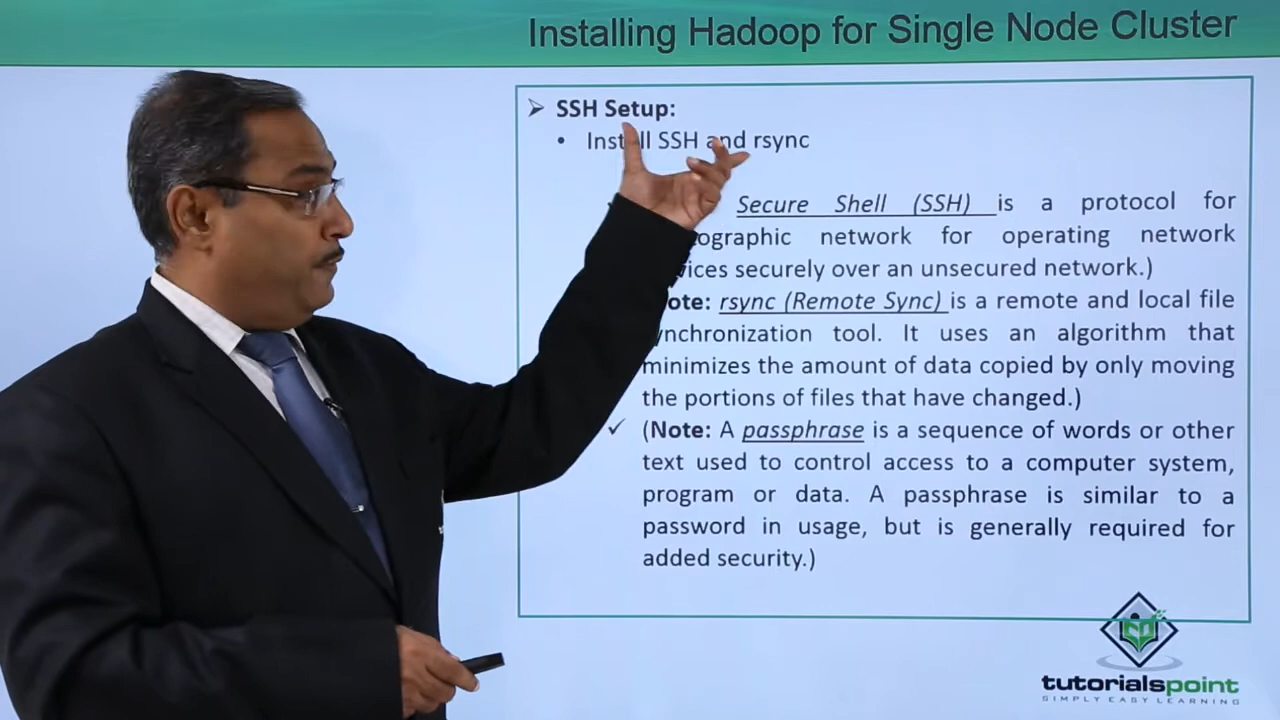 Installing Hadoop for Single Node Cluster
➢ SSH Setup:
• Install SSH and rsync
Secure Shell (SSH) is a protocol for
ographic network for operating network
ices securely over an unsecured network.)
ote: rsync (Remote Sync) is a remote and local file
nchronization tool. It uses an algorithm that
minimizes the amount of data copied by only moving
the portions of files that have changed.)
✓ (Note: A passphrase is a sequence of words or other
text used to control access to a computer system,
program or data. A passphrase is similar to a
password in usage, but is generally required for
added security.)
tutorialspoint
SIMPLY EASY LEARNING